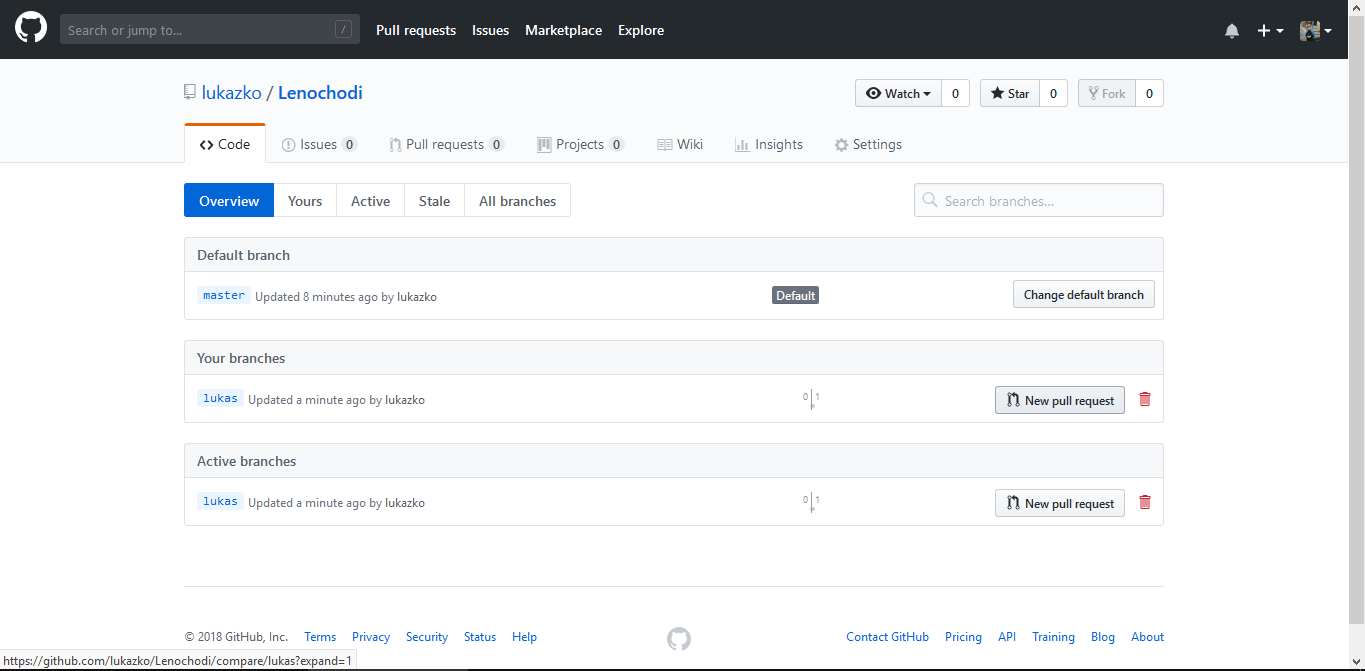 Search or jump to... / Pull requests Issues Marketplace Explore
lukazko / Lenochodi Watch 0 Star 0 Fork 0
Code Issues 0 Pull requests 0 Projects 0 Wiki Insights Settings
Overview Yours Active Stale All branches Search branches...
Default branch
master Updated 8 minutes ago by lukazko Default Change default branch
Your branches
lukas Updated a minute ago by lukazko 0 1 New pull request
Active branches
lukas Updated a minute ago by lukazko 0 1 New pull request
© 2018 GitHub, Inc. Terms Privacy Security Status Help Contact GitHub Pricing API Training Blog About
https://github.com/lukazko/Lenochodi/compare/lukas?expand=1